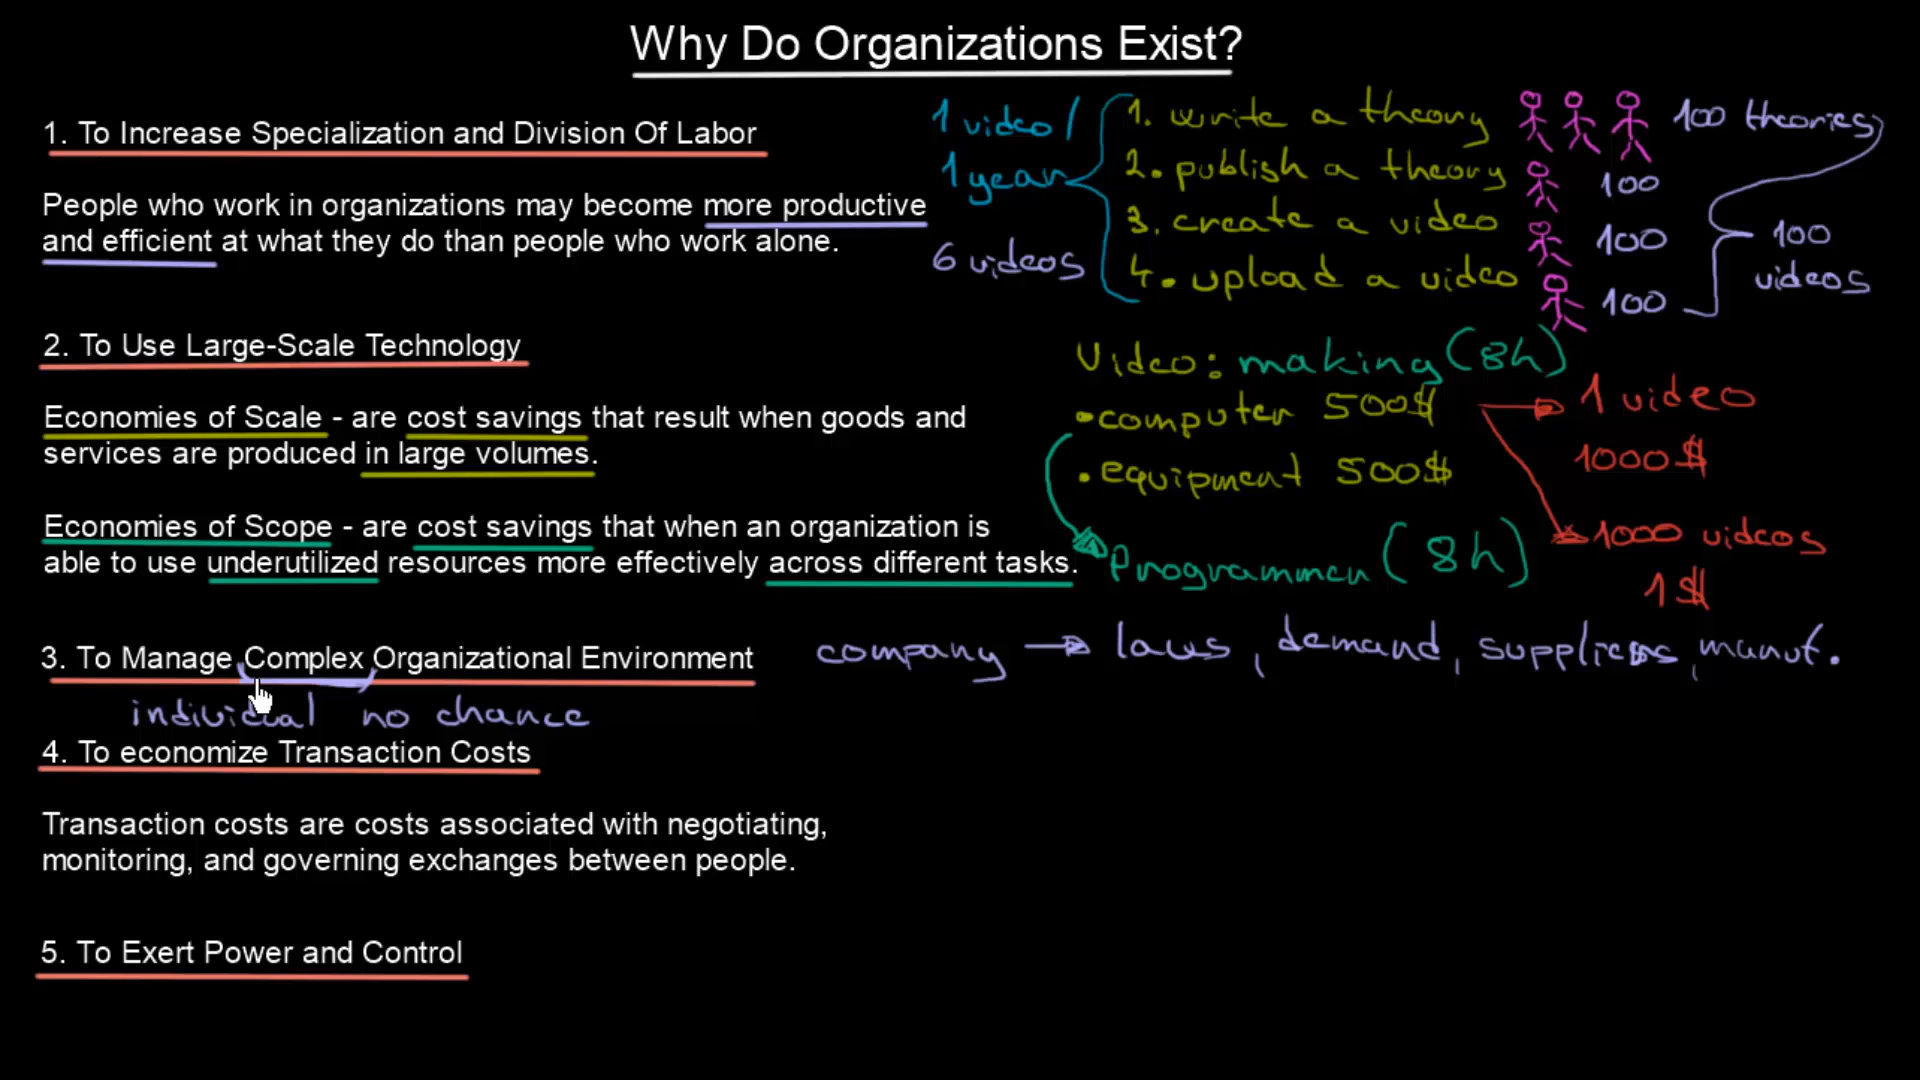 Why Do Organizations Exist?
1. To Increase Specialization and Division Of Labor
People who work in organizations may become more productive
and efficient at what they do than people who work alone.
1 video /
1 year
6 videos
1. write a theory
2. publish a theory
3. create a video
4. upload a video
100 theories
100
100
100
100
videos
2. To Use Large-Scale Technology
Economies of Scale - are cost savings that result when goods and
services are produced in large volumes.
Economies of Scope - are cost savings that when an organization is
able to use underutilized resources more effectively across different tasks.
Video: making (8h)
• computer 500$
• equipment 500$
Programmer (8h)
1 video
1000$
1000 videos
1$
3. To Manage Complex Organizational Environment
individual no chance
company → laws, demand, suppliers, manuf.
4. To economize Transaction Costs
Transaction costs are costs associated with negotiating,
monitoring, and governing exchanges between people.
5. To Exert Power and Control